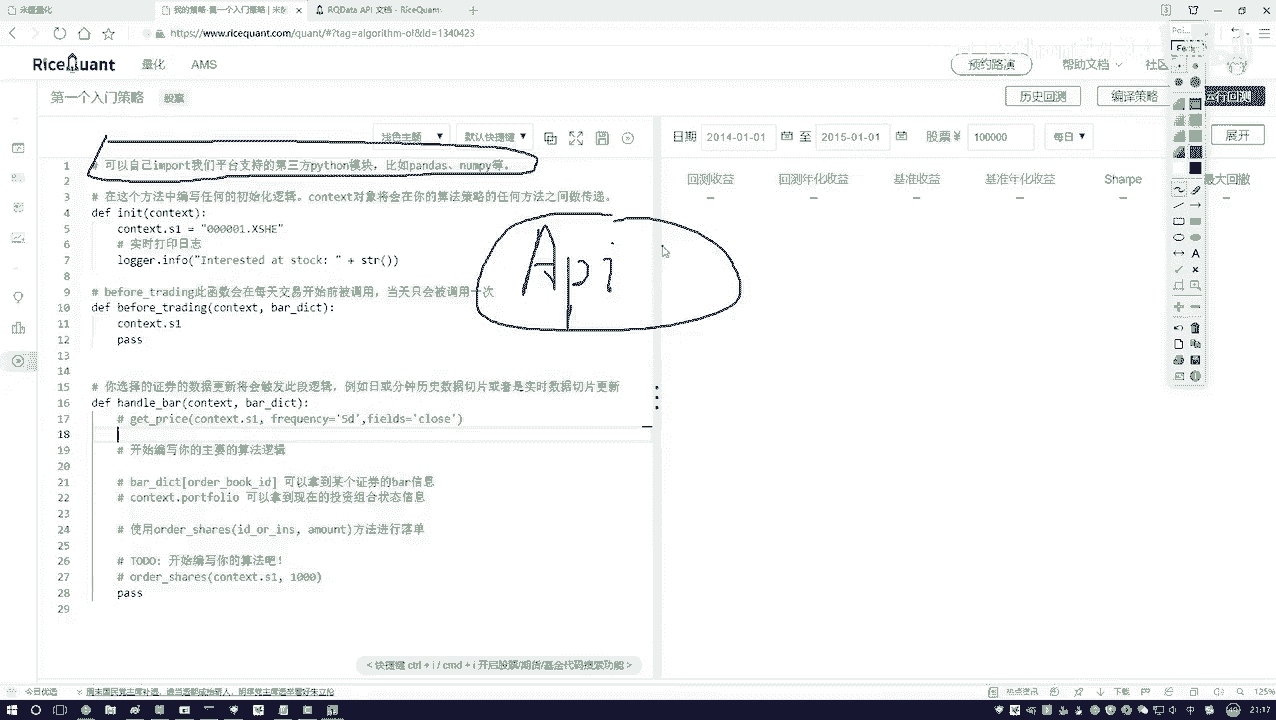 永雁量化
我的策略-第一个入门策略 | 米
RQData API 文档 - RiceQuant
https://www.ricequant.com/quant/#?tag=algorithm-of&id=1340423
RiceQuant
量化
AMS
预约路演
帮助文档
社区
第一个入门策略
股票
历史回测
编译策略
浅色主题
默认快捷键
日期 2014-01-01 至 2015-01-01 股票 ¥ 100000 每日
展开
回测收益 回测年化收益 基准收益 基准年化收益 Sharpe 最大回撤
1 # 可以自己import我们平台支持的第三方python模块，比如pandas、numpy等。
2
3 # 在这个方法中编写任何的初始化逻辑。context对象将会在你的算法策略的任何方法之间做传递。
4 def init(context):
5 context.s1 = "000001.XSHE"
6 # 实时打印日志
7 logger.info("Interested at stock: " + str())
8
9 # before_trading此函数会在每天交易开始前被调用，当天只会被调用一次
10 def before_trading(context, bar_dict):
11 context.s1
12 pass
13
14
15 # 你选择的证券的数据更新将会触发此段逻辑，例如日或分钟历史数据切片或者是实时数据切片更新
16 def handle_bar(context, bar_dict):
17 # get_price(context.s1, frequency='5d',fields='close')
18
19 # 开始编写你的主要的算法逻辑
20
21 # bar_dict[order_book_id] 可以拿到某个证券的bar信息
22 # context.portfolio 可以拿到现在的投资组合状态信息
23
24 # 使用order_shares(id_or_ins, amount)方法进行落单
25
26 # TODO: 开始编写你的算法吧！
27 # order_shares(context.s1, 1000)
28 pass
29
Api
< 快捷键 ctrl + i / cmd + i 开启股票/期货/基金代码搜索功能 >
今日优选
热点资讯
下载
125%
21:17